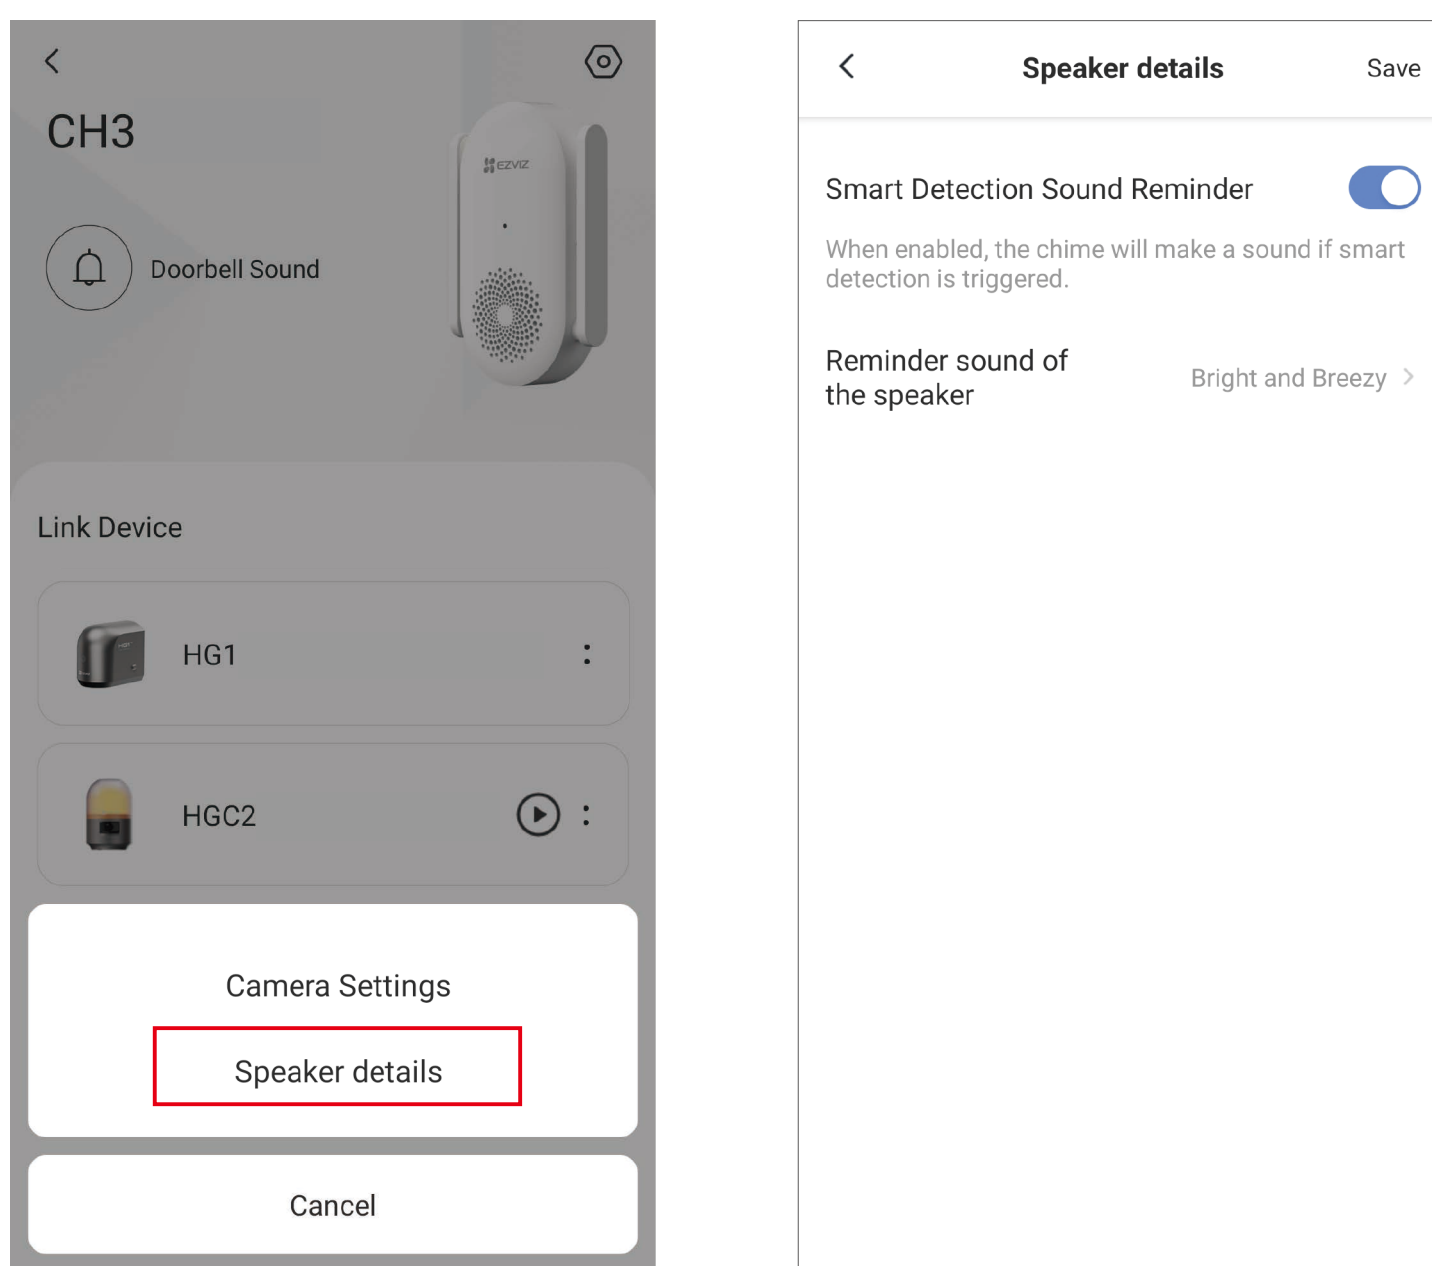 CH3
EZVIZ
Doorbell Sound
Link Device
HG1
HGC2
Camera Settings
Speaker details
Cancel
Speaker details
Save
Smart Detection Sound Reminder
When enabled, the chime will make a sound if smart
detection is triggered.
Reminder sound of
the speaker
Bright and Breezy